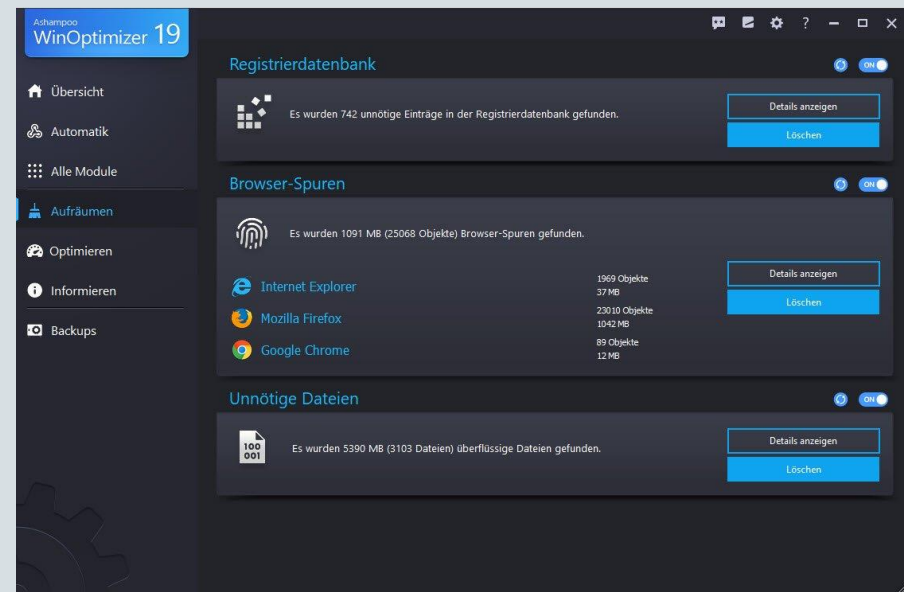 Ashampoo
WinOptimizer 19
?
Übersicht
Automatik
Alle Module
Aufräumen
Optimieren
Informieren
Backups
Registrierdatenbank
ON
Es wurden 742 unnötige Einträge in der Registrierdatenbank gefunden.
Details anzeigen
Löschen
Browser-Spuren
ON
Es wurden 1091 MB (25068 Objekte) Browser-Spuren gefunden.
Internet Explorer
1969 Objekte
37 MB
Mozilla Firefox
23010 Objekte
1042 MB
Google Chrome
89 Objekte
12 MB
Details anzeigen
Löschen
Unnötige Dateien
ON
100
001
Es wurden 5390 MB (3103 Dateien) überflüssige Dateien gefunden.
Details anzeigen
Löschen